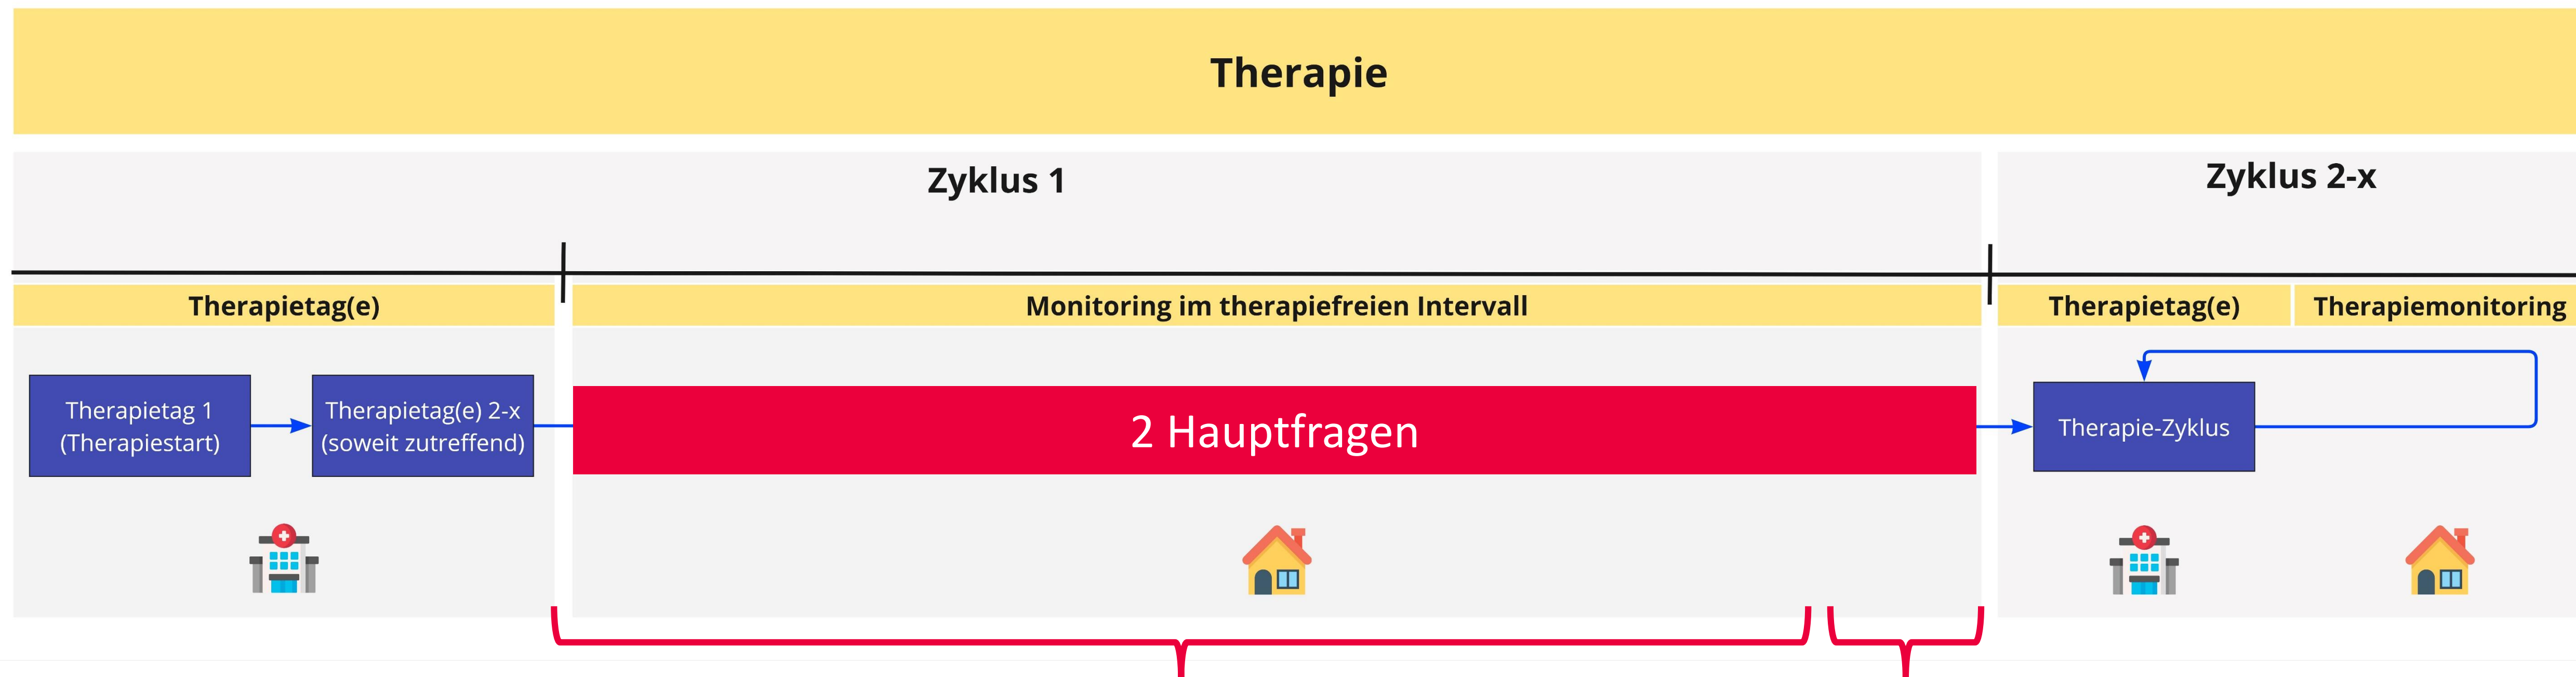 Therapie
Zyklus 1
Zyklus 2-x
Therapietag(e)
Monitoring im therapiefreien Intervall
Therapietag(e)
Therapiemonitoring
Therapietag 1
(Therapiestart)
Therapietag(e) 2-x
(soweit zutreffend)
2 Hauptfragen
Therapie-Zyklus